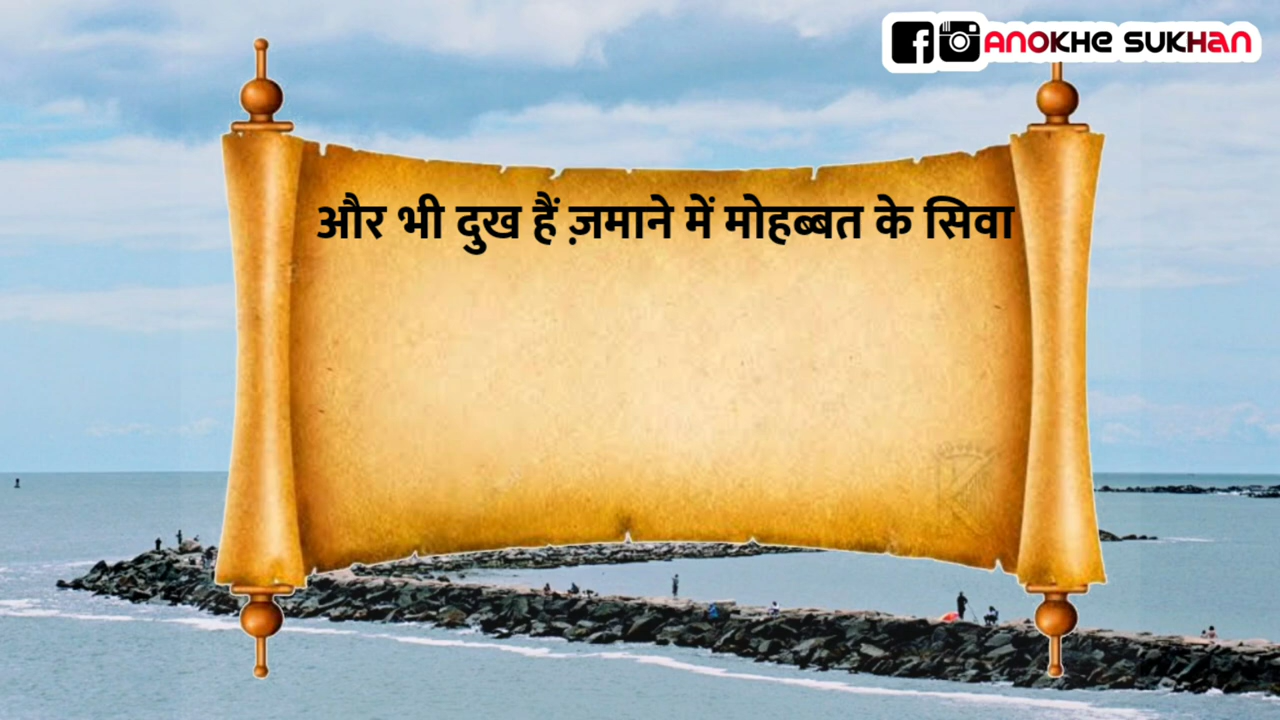 ANOKHE SUKHAN
और भी दुख हैं ज़माने में मोहब्बत के सिवा